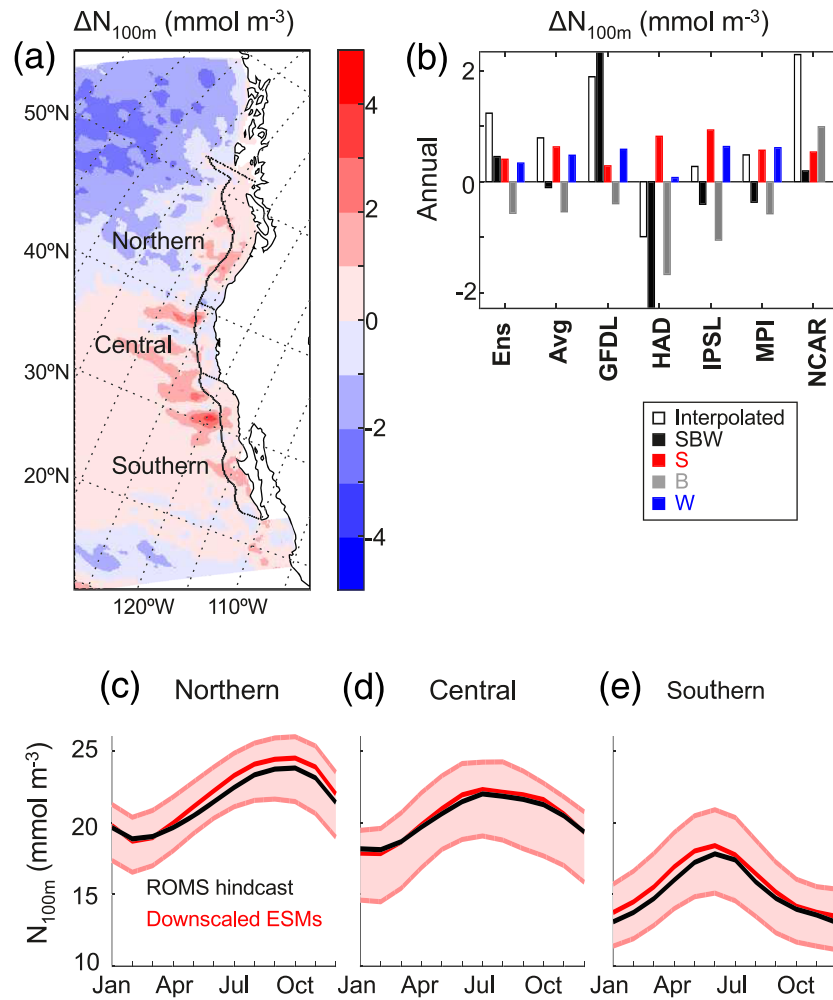 ΔN100m (mmol m-3)
(a)
50ºN
40ºN
30ºN
20ºN
120ºW 110ºW
Northern
Central
Southern
4
2
0
-2
-4
ΔN100m (mmol m-3)
(b)
Annual
2
0
-2
Ens Avg GFDL HAD IPSL MPI NCAR
Interpolated
SBW
S
B
W
(c) Northern
(d) Central
(e) Southern
N100m (mmol m-3)
25
20
15
10
ROMS hindcast
Downscaled ESMs
Jan Apr Jul Oct Jan Apr Jul Oct Jan Apr Jul Oct